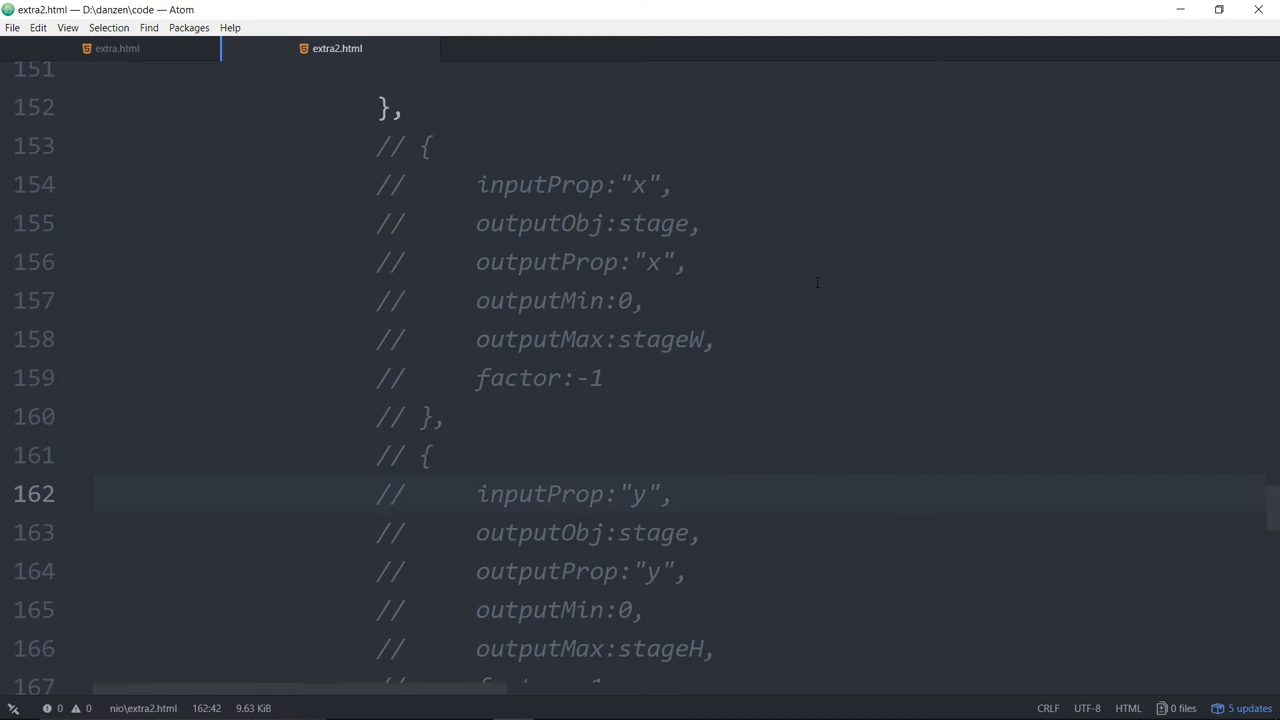 extra2.html — D:\danzen\code — Atom
File Edit View Selection Find Packages Help
extra.html extra2.html
151
152 },
153 // {
154 // inputProp:"x",
155 // outputObj:stage,
156 // outputProp:"x",
157 // outputMin:0,
158 // outputMax:stageW,
159 // factor:-1
160 // },
161 // {
162 // inputProp:"y",
163 // outputObj:stage,
164 // outputProp:"y",
165 // outputMin:0,
166 // outputMax:stageH,
167
0 0 nio\extra2.html 162:42 9.63 KiB CRLF UTF-8 HTML 0 files 5 updates